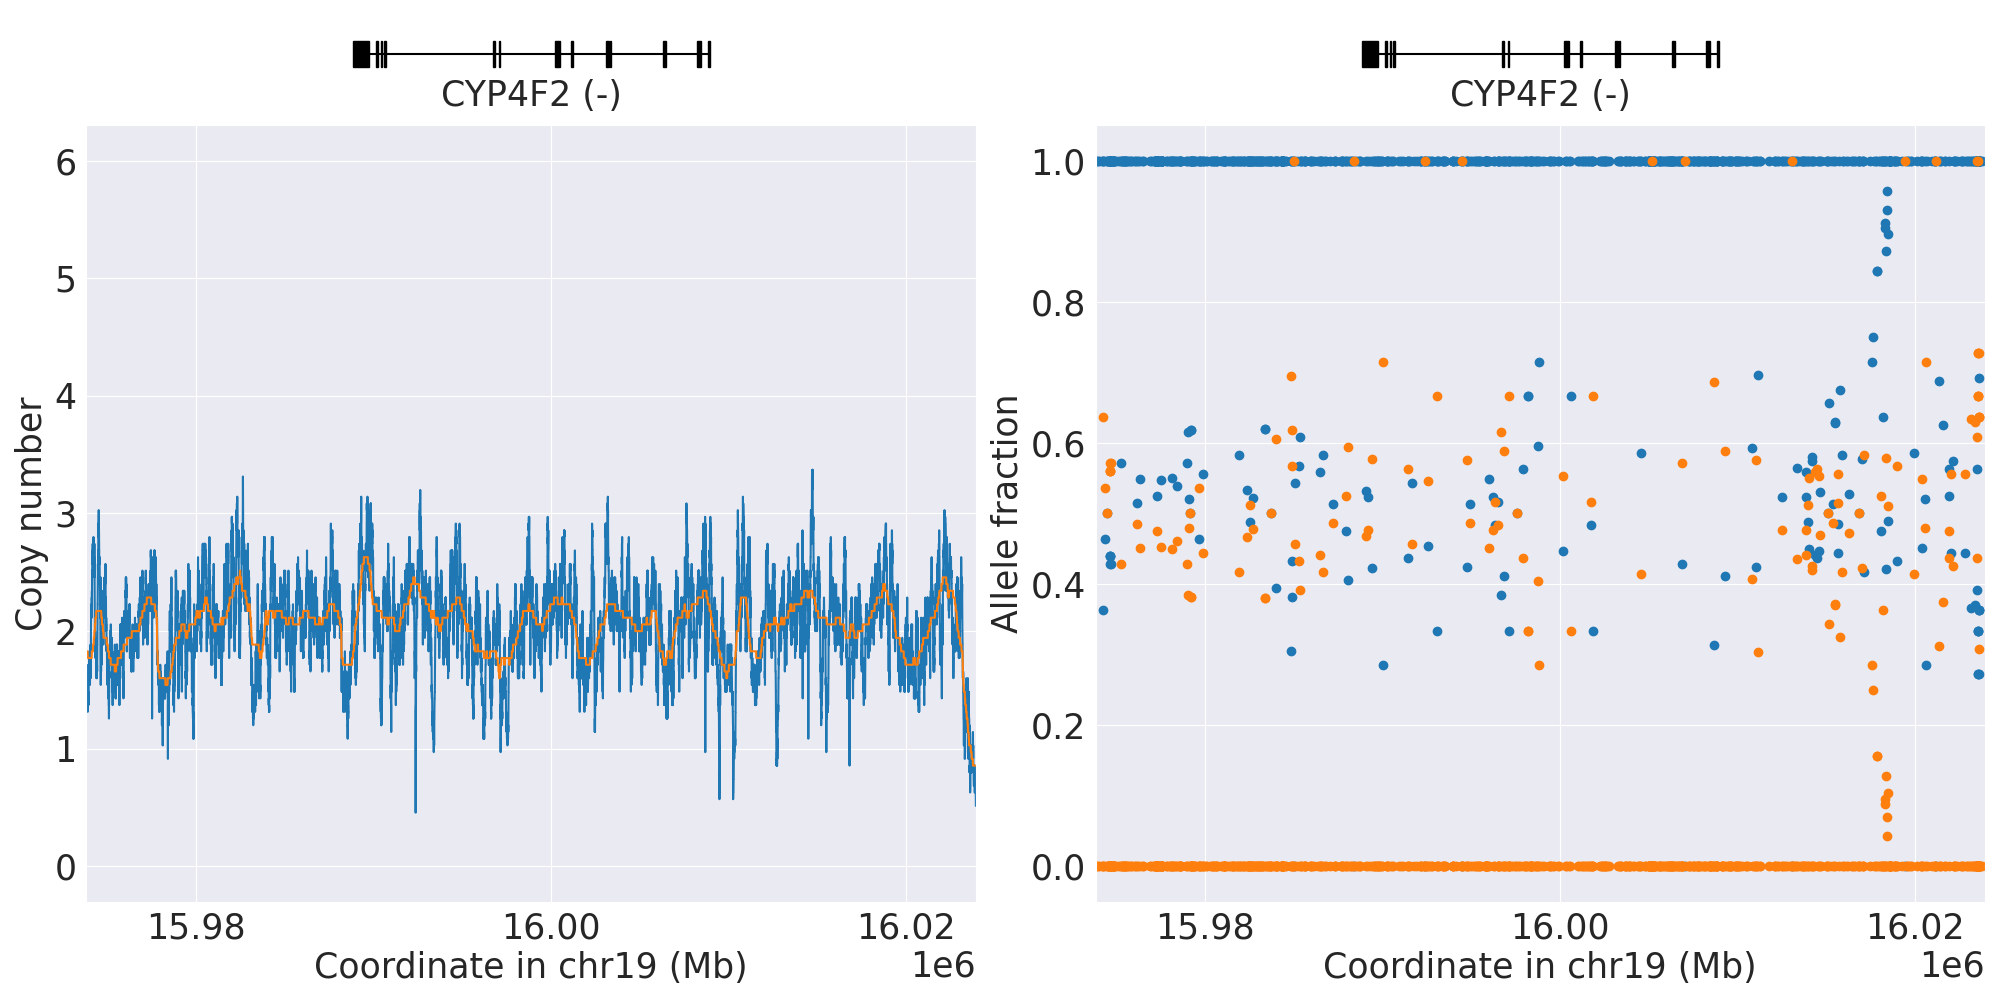 CYP4F2 (-)
Copy number
6
5
4
3
2
1
0
15.98
16.00
16.02
Coordinate in chr19 (Mb)
1e6
CYP4F2 (-)
Allele fraction
1.0
0.8
0.6
0.4
0.2
0.0
15.98
16.00
16.02
Coordinate in chr19 (Mb)
1e6